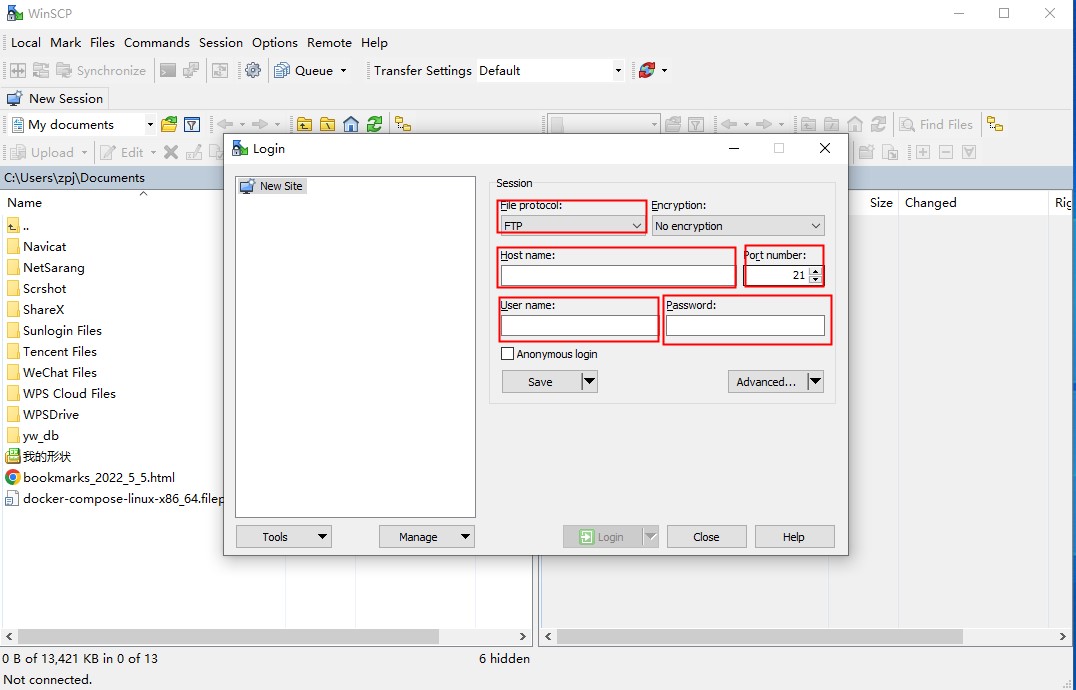 WinSCP
Local Mark Files Commands Session Options Remote Help
Synchronize Queue Transfer Settings Default
New Session
My documents Find Files
Upload Edit
C:\Users\zpj\Documents
Name Size Changed
..
Navicat
NetSarang
Scrshot
ShareX
Sunlogin Files
Tencent Files
WeChat Files
WPS Cloud Files
WPSDrive
yw_db
我的形状
bookmarks_2022_5_5.html
docker-compose-linux-x86_64.filep
Login
New Site
Session
File protocol: Encryption:
FTP No encryption
Host name: Port number:
21
User name: Password:
Anonymous login
Save Advanced...
Tools Manage Login Close Help
0 B of 13,421 KB in 0 of 13 6 hidden
Not connected.